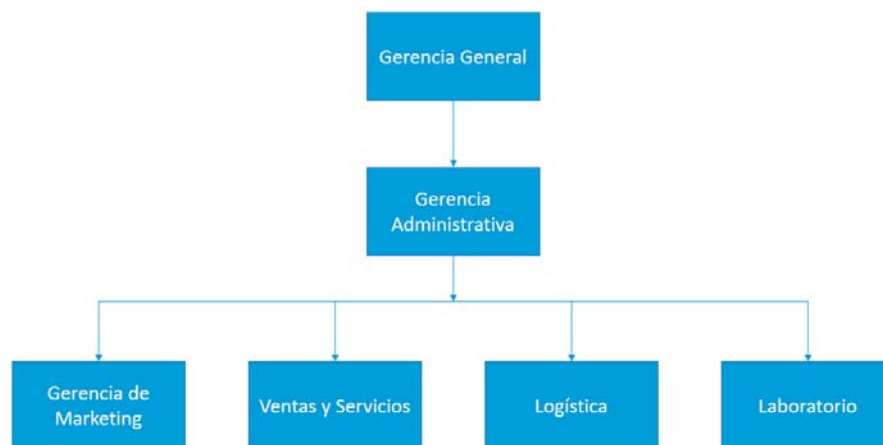 Gerencia General
Gerencia
Administrativa
Gerencia de
Marketing
Ventas y Servicios
Logística
Laboratorio